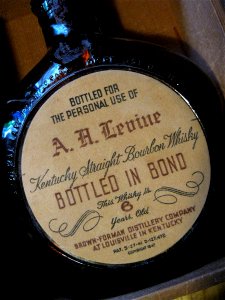 BOTTLED FOR
THE PERSONAL USE OF
A. H. Levine
Kentucky Straight Bourbon Whisky
BOTTLED IN BOND
This Whisky is
6
Years Old
BROWN-FORMAN DISTILLERY COMPANY
AT LOUISVILLE IN KENTUCKY